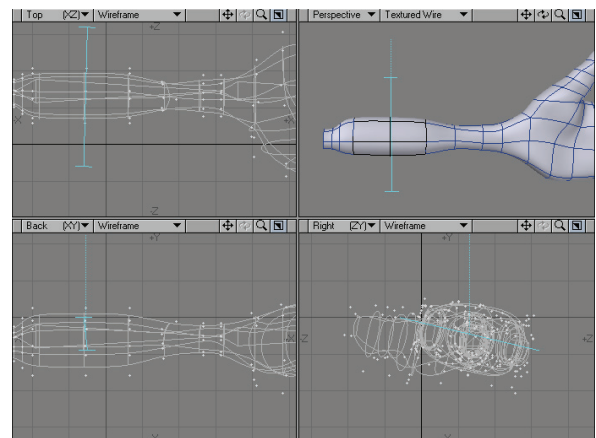 Top (XZ) Wireframe
Perspective Textured Wire
+Z
-X
-Z
Back (XY) Wireframe
Right (ZY) Wireframe
+Y
+Y
-Z
+Z